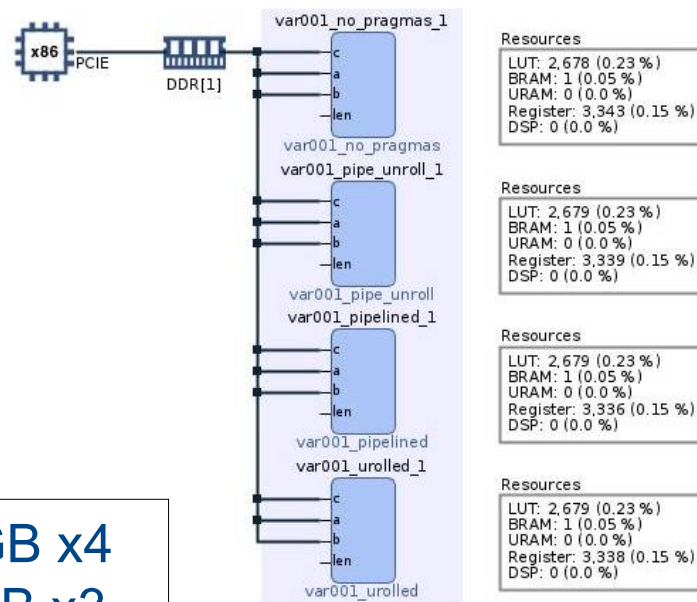 var001_no_pragmas_1
x86
PCIE
DDR[1]
c
a
b
len
var001_no_pragmas
Resources
LUT: 2,678 (0.23 %)
BRAM: 1 (0.05 %)
URAM: 0 (0.0 %)
Register: 3,343 (0.15 %)
DSP: 0 (0.0 %)
var001_pipe_unroll_1
c
a
b
len
var001_pipe_unroll
Resources
LUT: 2,679 (0.23 %)
BRAM: 1 (0.05 %)
URAM: 0 (0.0 %)
Register: 3,339 (0.15 %)
DSP: 0 (0.0 %)
var001_pipelined_1
c
a
b
len
var001_pipelined
Resources
LUT: 2,679 (0.23 %)
BRAM: 1 (0.05 %)
URAM: 0 (0.0 %)
Register: 3,336 (0.15 %)
DSP: 0 (0.0 %)
var001_urolled_1
c
a
b
len
var001_urolled
Resources
LUT: 2,679 (0.23 %)
BRAM: 1 (0.05 %)
URAM: 0 (0.0 %)
Register: 3,338 (0.15 %)
DSP: 0 (0.0 %)
x4